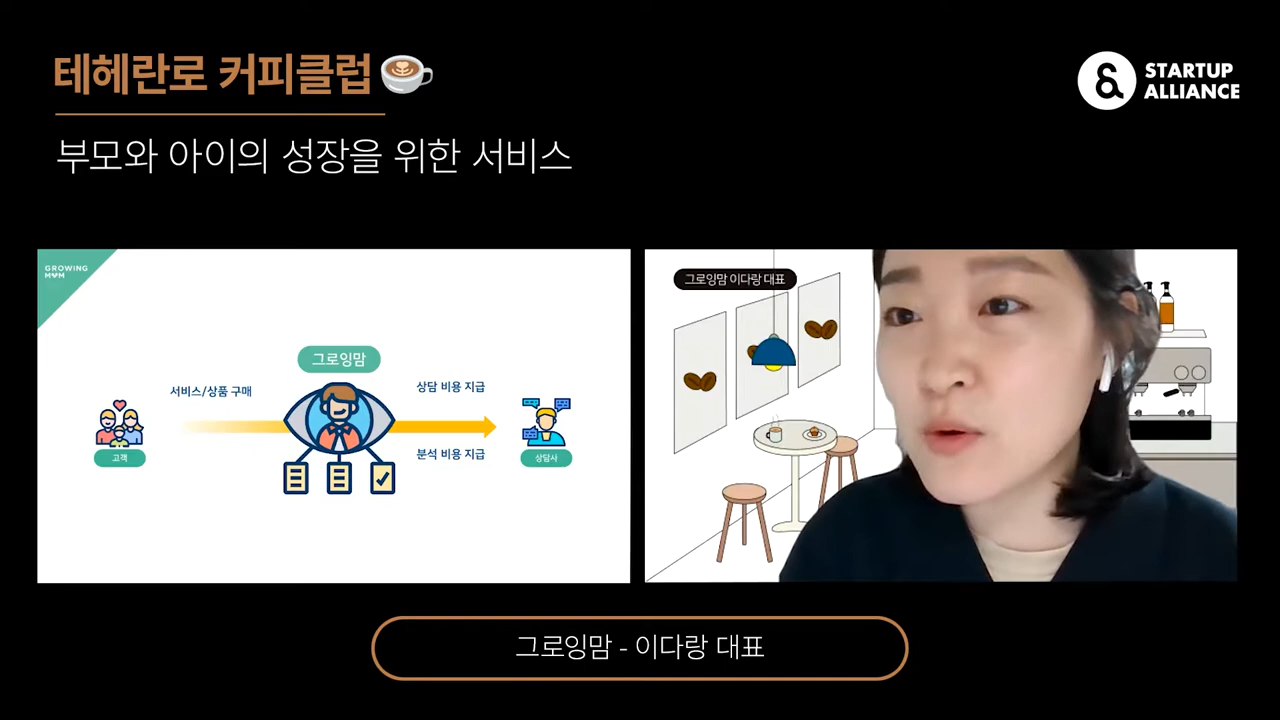 테헤란로 커피클럽
STARTUP
ALLIANCE
부모와 아이의 성장을 위한 서비스
GROWING
MOM
그로잉맘
서비스/상품 구매
상담 비용 지급
분석 비용 지급
고객
상담사
그로잉맘 이다랑 대표
그로잉맘 - 이다랑 대표